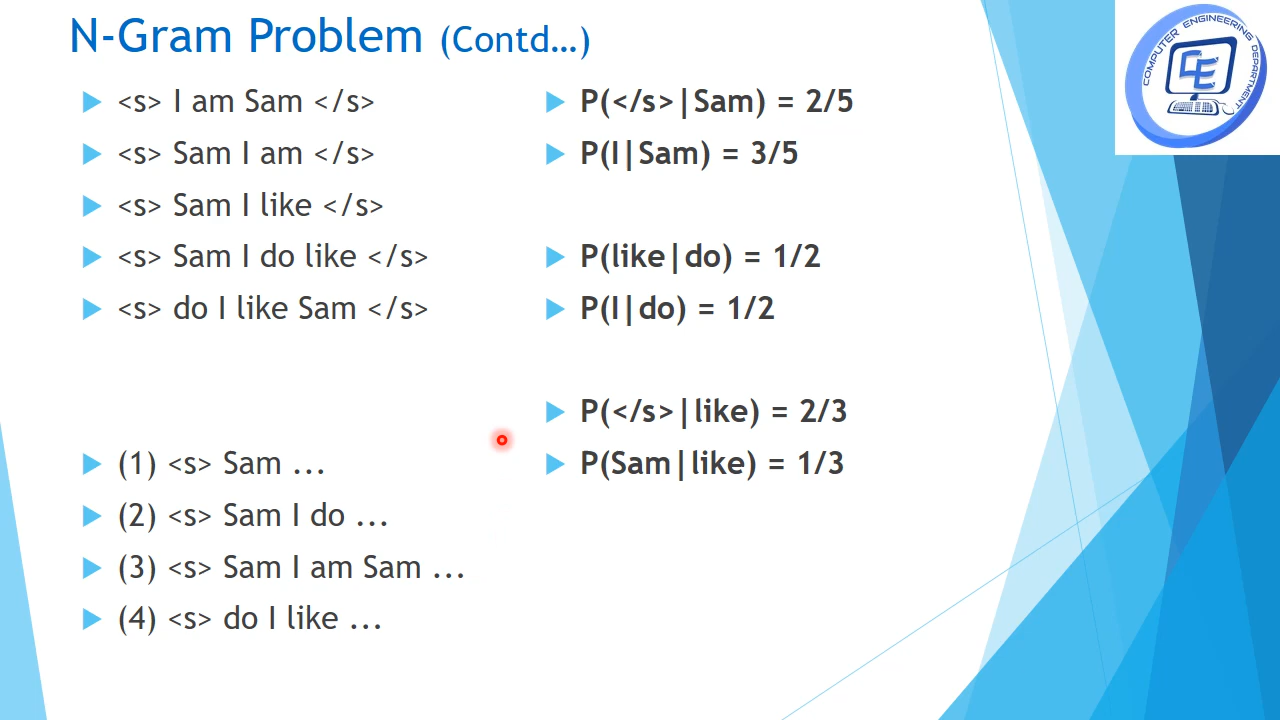 N-Gram Problem (Contd…)
<s> I am Sam </s>
<s> Sam I am </s>
<s> Sam I like </s>
<s> Sam I do like </s>
<s> do I like Sam </s>
(1) <s> Sam …
(2) <s> Sam I do …
(3) <s> Sam I am Sam …
(4) <s> do I like …
P(</s>|Sam) = 2/5
P(I|Sam) = 3/5
P(like|do) = 1/2
P(I|do) = 1/2
P(</s>|like) = 2/3
P(Sam|like) = 1/3
COMPUTER ENGINEERING DEPARTMENT
CE